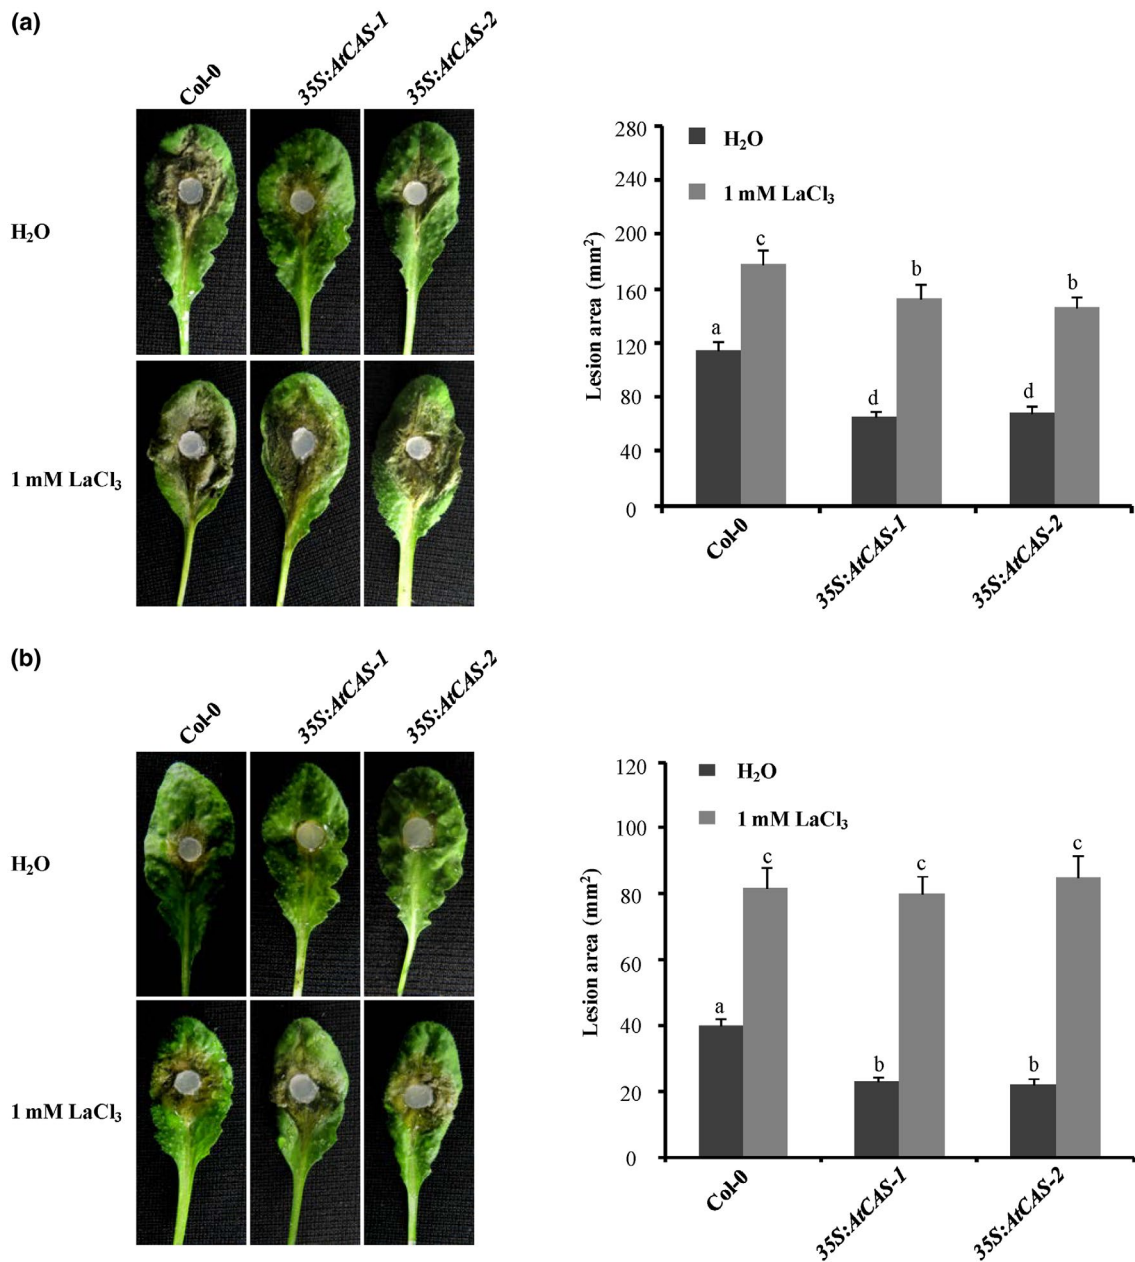 (a)
Col-0
35S:AtCAS-1
35S:AtCAS-2
H₂O
1 mM LaCl₃
Lesion area (mm²)
280
240
200
160
120
80
40
0
H₂O
1 mM LaCl₃
a
c
d
b
d
b
Col-0
35S:AtCAS-1
35S:AtCAS-2
(b)
Col-0
35S:AtCAS-1
35S:AtCAS-2
H₂O
1 mM LaCl₃
Lesion area (mm²)
120
100
80
60
40
20
0
H₂O
1 mM LaCl₃
a
c
b
c
b
c
Col-0
35S:AtCAS-1
35S:AtCAS-2